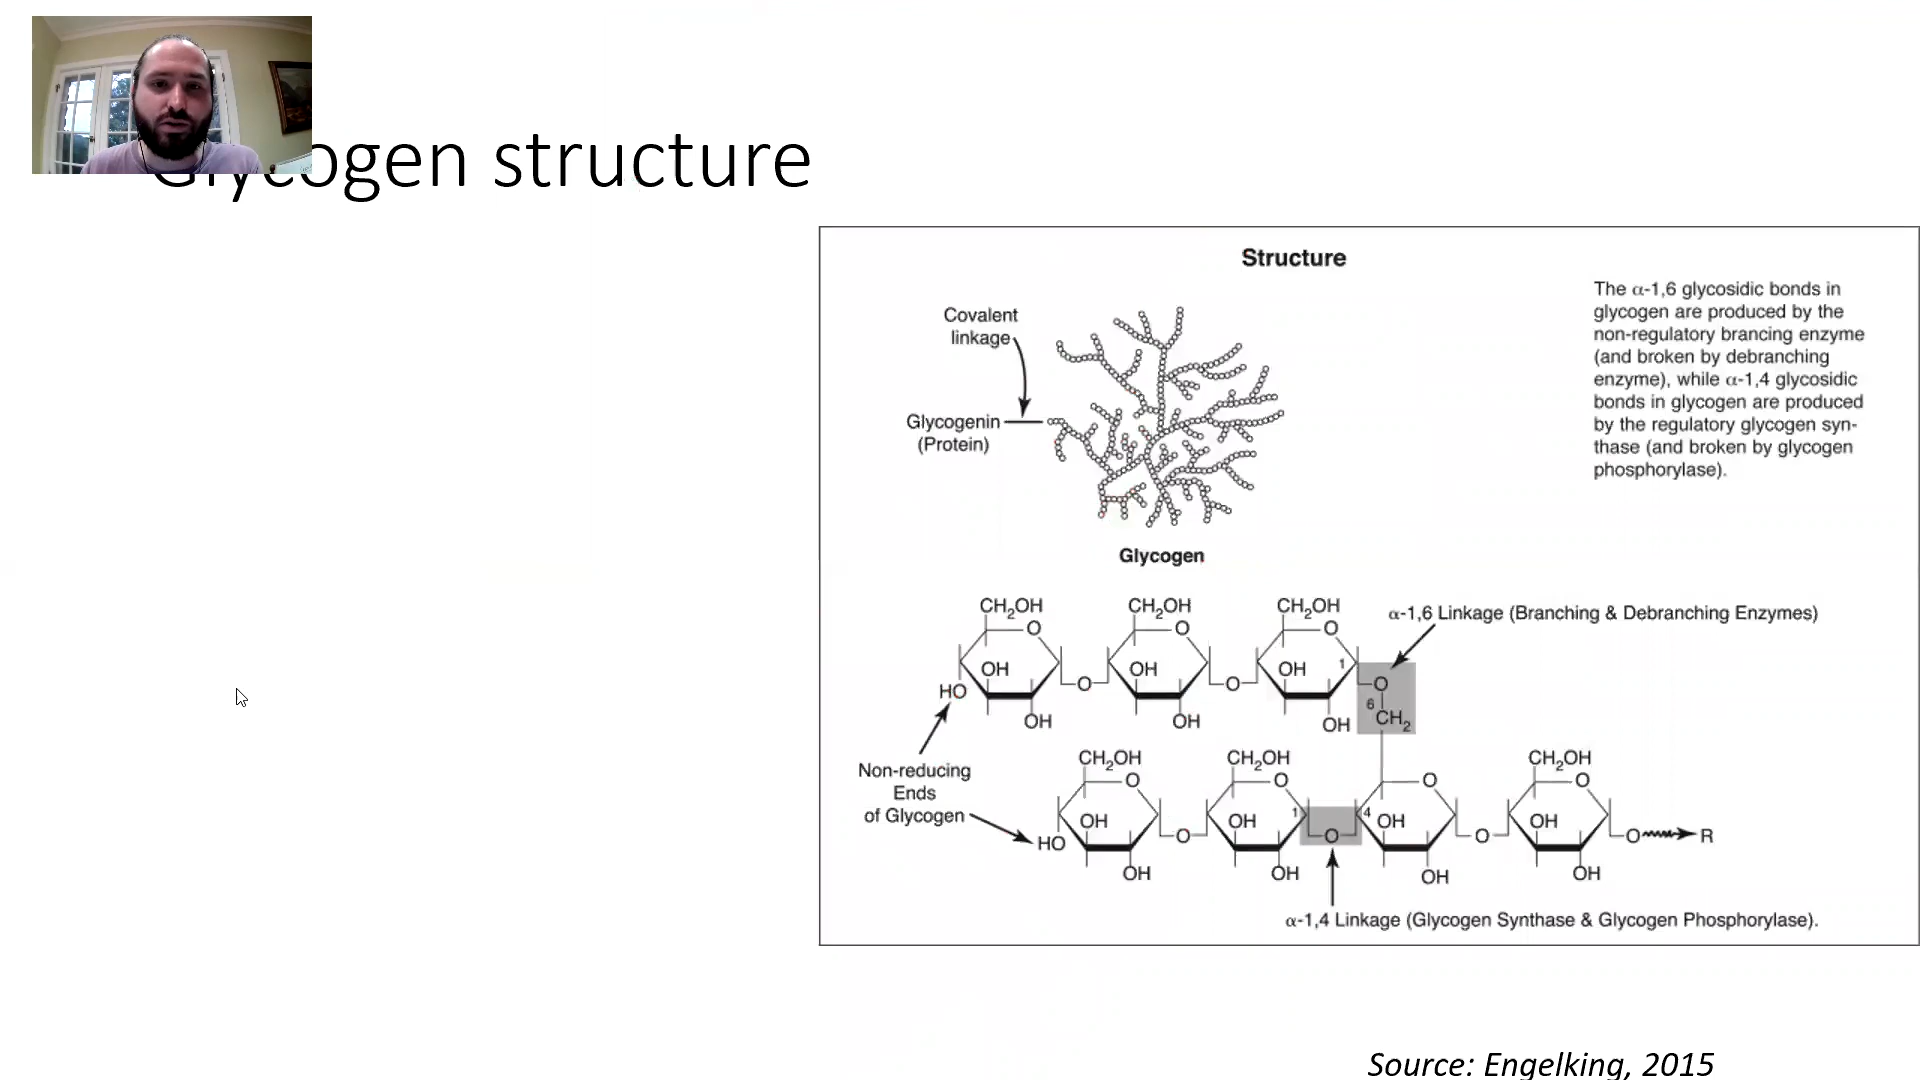 Glycogen structure
Structure
Covalent
linkage
Glycogenin
(Protein)
The α-1,6 glycosidic bonds in
glycogen are produced by the
non-regulatory brancing enzyme
(and broken by debranching
enzyme), while α-1,4 glycosidic
bonds in glycogen are produced
by the regulatory glycogen syn-
thase (and broken by glycogen
phosphorylase).
Glycogen
CH₂OH CH₂OH CH₂OH
α-1,6 Linkage (Branching & Debranching Enzymes)
O O O
OH OH OH 1
HO O O O
6 CH₂
OH OH OH
Non-reducing
Ends
of Glycogen
CH₂OH CH₂OH CH₂OH
O O O O
OH OH 1 4 OH OH
HO O O O O R
OH OH OH OH
α-1,4 Linkage (Glycogen Synthase & Glycogen Phosphorylase).
Source: Engelking, 2015